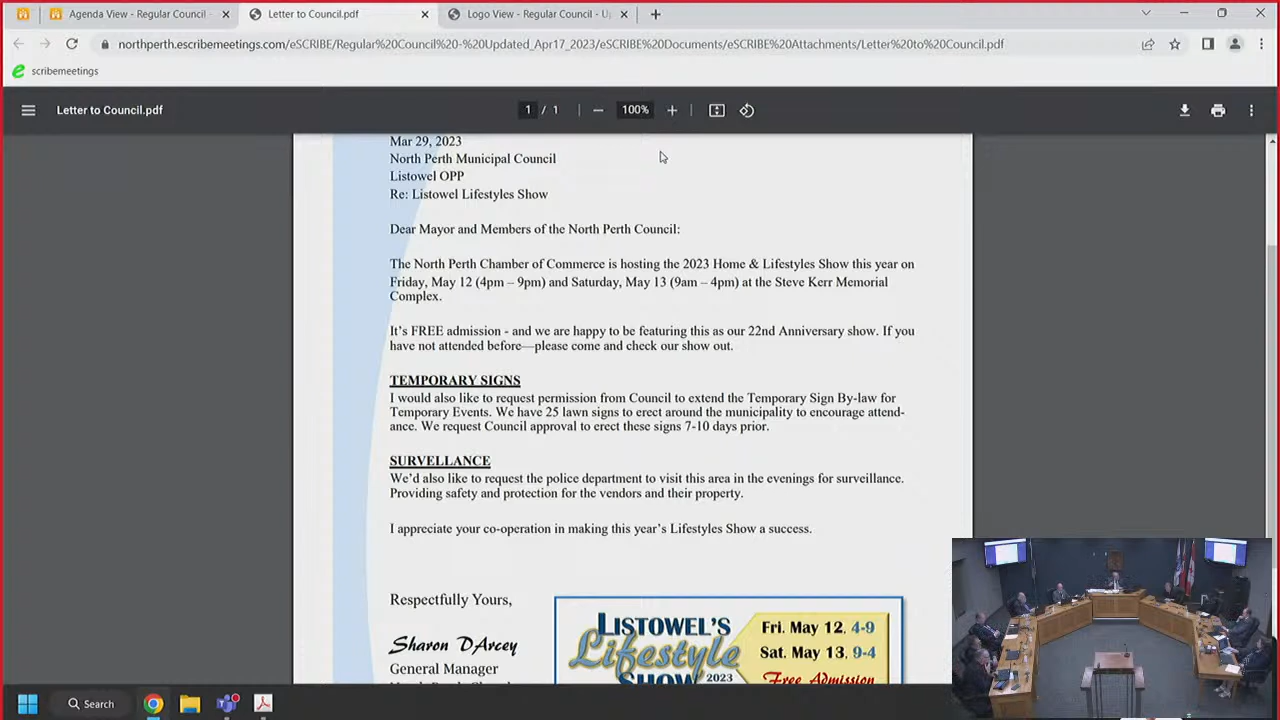 Agenda View - Regular Council
Letter to Council.pdf
Logo View - Regular Council - U
northperth.escribemeetings.com/eSCRIBE/Regular%20Council%20-%20Updated_Apr17_2023/eSCRIBE%20Documents/eSCRIBE%20Attachments/Letter%20to%20Council.pdf
scribemeetings
Letter to Council.pdf
1 / 1
100%
Mar 29, 2023
North Perth Municipal Council
Listowel OPP
Re: Listowel Lifestyles Show
Dear Mayor and Members of the North Perth Council:
The North Perth Chamber of Commerce is hosting the 2023 Home & Lifestyles Show this year on
Friday, May 12 (4pm – 9pm) and Saturday, May 13 (9am – 4pm) at the Steve Kerr Memorial
Complex.
It's FREE admission - and we are happy to be featuring this as our 22nd Anniversary show. If you
have not attended before—please come and check our show out.
TEMPORARY SIGNS
I would also like to request permission from Council to extend the Temporary Sign By-law for
Temporary Events. We have 25 lawn signs to erect around the municipality to encourage attend-
ance. We request Council approval to erect these signs 7-10 days prior.
SURVELLANCE
We'd also like to request the police department to visit this area in the evenings for surveillance.
Providing safety and protection for the vendors and their property.
I appreciate your co-operation in making this year's Lifestyles Show a success.
Respectfully Yours,
Sharon D'Arcey
General Manager
LISTOWEL'S
Lifestyle
SHOW 2023
Fri. May 12, 4-9
Sat. May 13, 9-4
Free Admission
Search